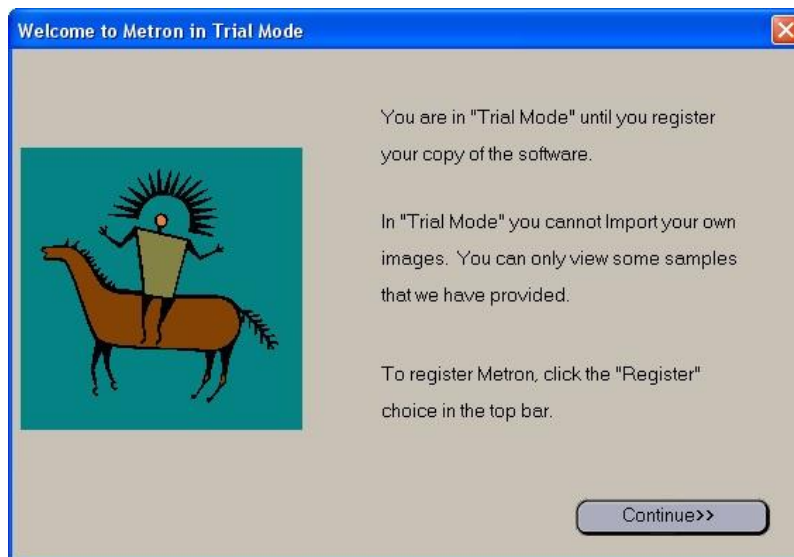 Welcome to Metron in Trial Mode
You are in "Trial Mode" until you register
your copy of the software.
In "Trial Mode" you cannot Import your own
images. You can only view some samples
that we have provided.
To register Metron, click the "Register"
choice in the top bar.
Continue>>